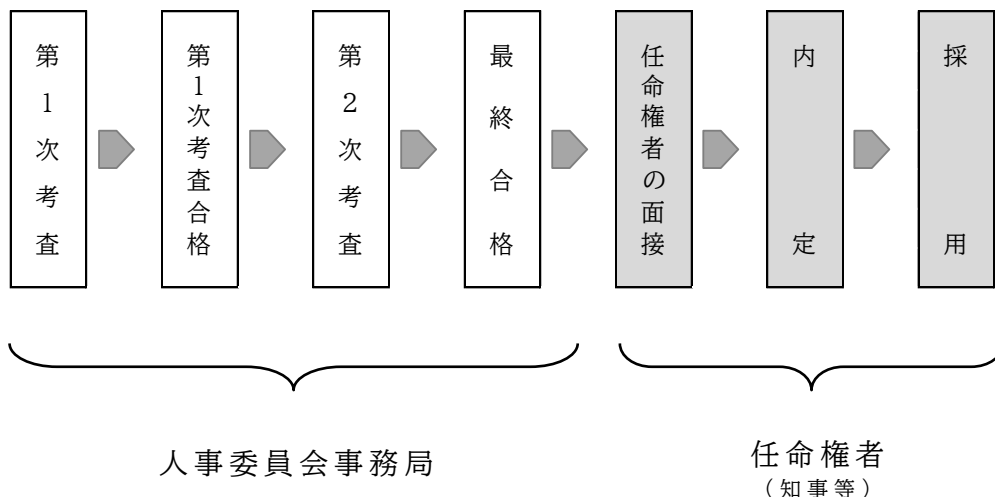 第１次考査
第１次考査合格
第２次考査
最終合格
任命権者の面接
内定
採用
人事委員会事務局
任命権者
（知事等）